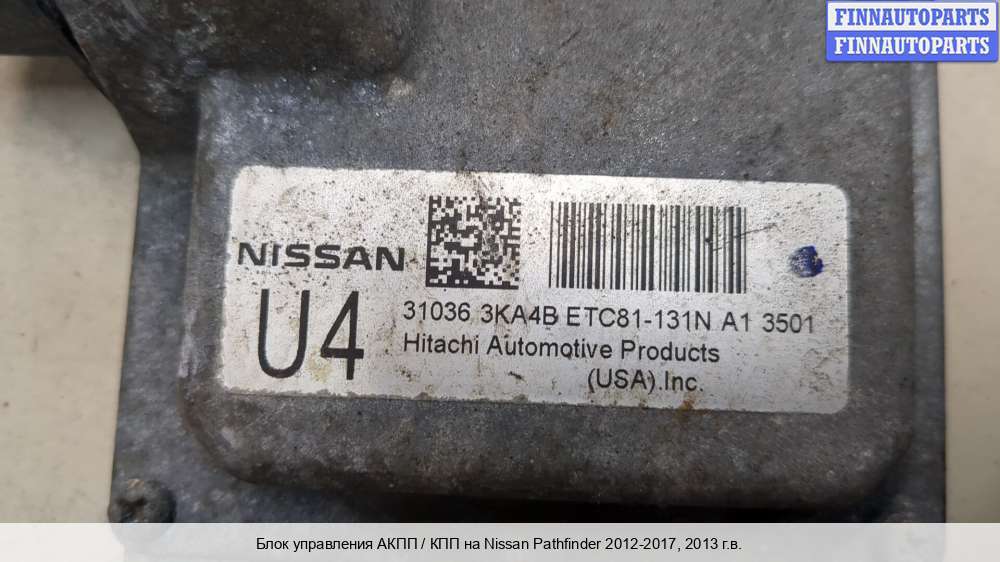 FINNAUTOPARTS
FINNAUTOPARTS
NISSAN
U4
31036 3KA4B ETC81-131N A1 3501
Hitachi Automotive Products
(USA).Inc.
Блок управления АКПП / КПП на Nissan Pathfinder 2012-2017, 2013 г.в.